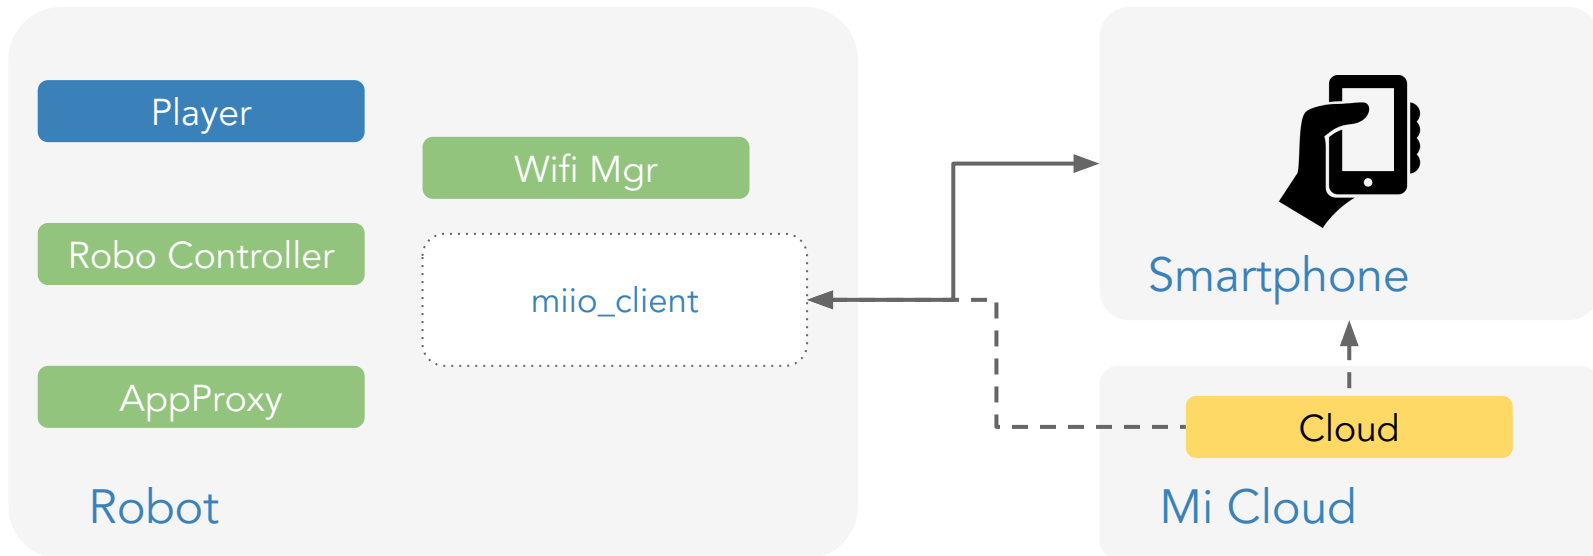 Player
Wifi Mgr
Robo Controller
miio_client
AppProxy
Robot
Smartphone
Cloud
Mi Cloud